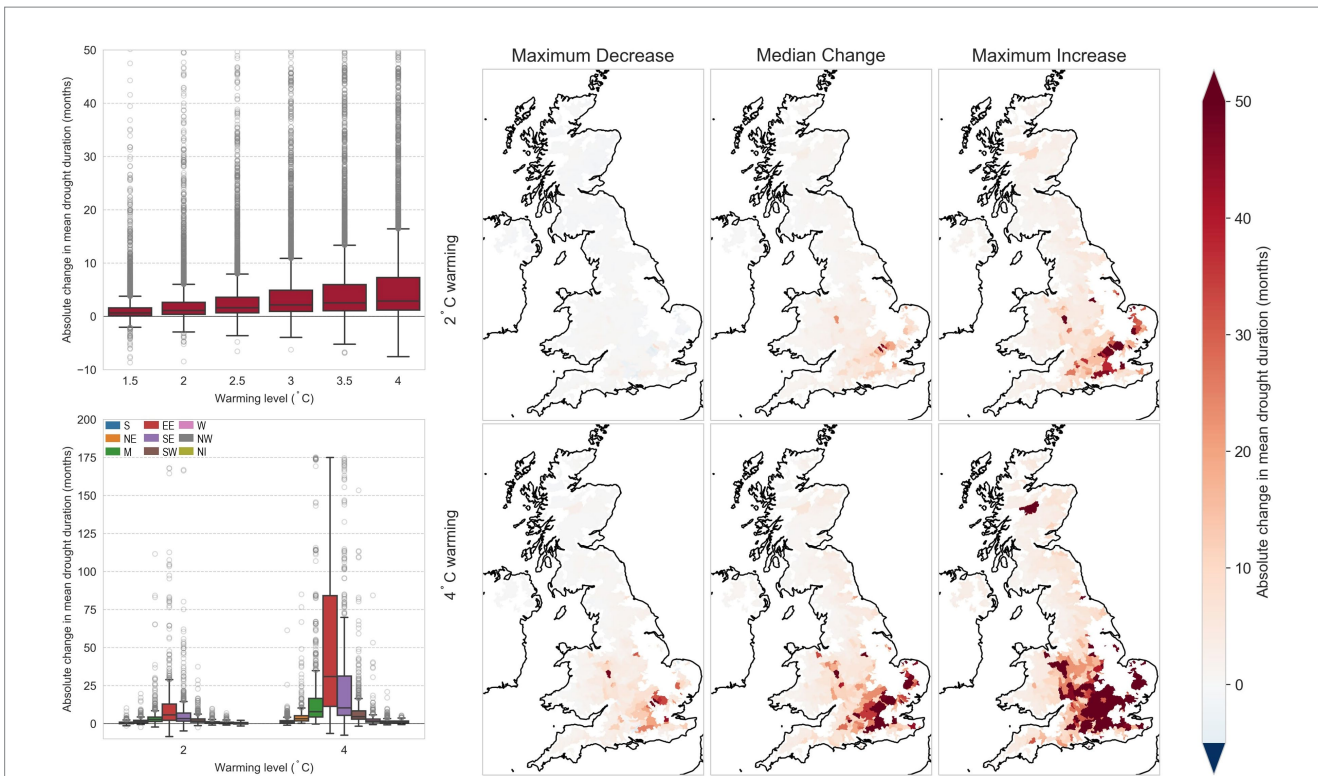 50
40
30
20
10
0
−10
Absolute change in mean drought duration (months)
1.5 2 2.5 3 3.5 4
Warming level (°C)
200
175
150
125
100
75
50
25
0
Absolute change in mean drought duration (months)
S EE W
NE SE NW
M SW NI
2 4
Warming level (°C)
Maximum Decrease Median Change Maximum Increase
2°C warming
4°C warming
50
40
30
20
10
0
Absolute change in mean drought duration (months)